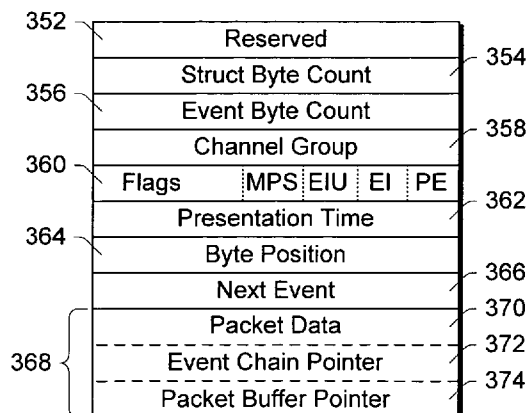 352
Reserved
354
Struct Byte Count
356
Event Byte Count
358
Channel Group
360
Flags MPS EIU EI PE
362
Presentation Time
364
Byte Position
366
Next Event
370
Packet Data
372
368
Event Chain Pointer
374
Packet Buffer Pointer